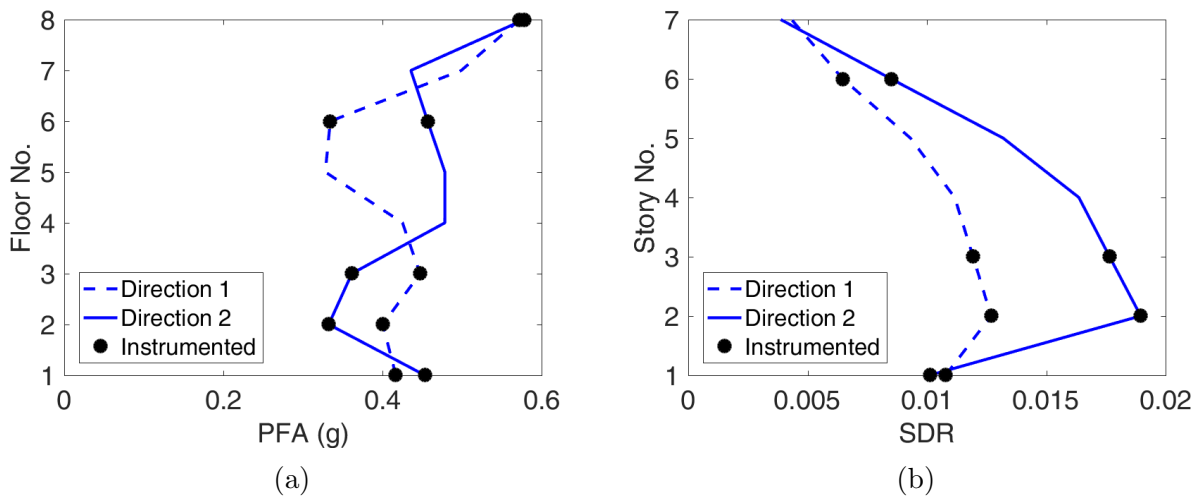 8
7
6
5
4
3
2
1
Floor No.
Direction 1
Direction 2
Instrumented
0
0.2
0.4
0.6
PFA (g)
(a)
7
6
5
4
3
2
1
Story No.
Direction 1
Direction 2
Instrumented
0
0.005
0.01
0.015
0.02
SDR
(b)